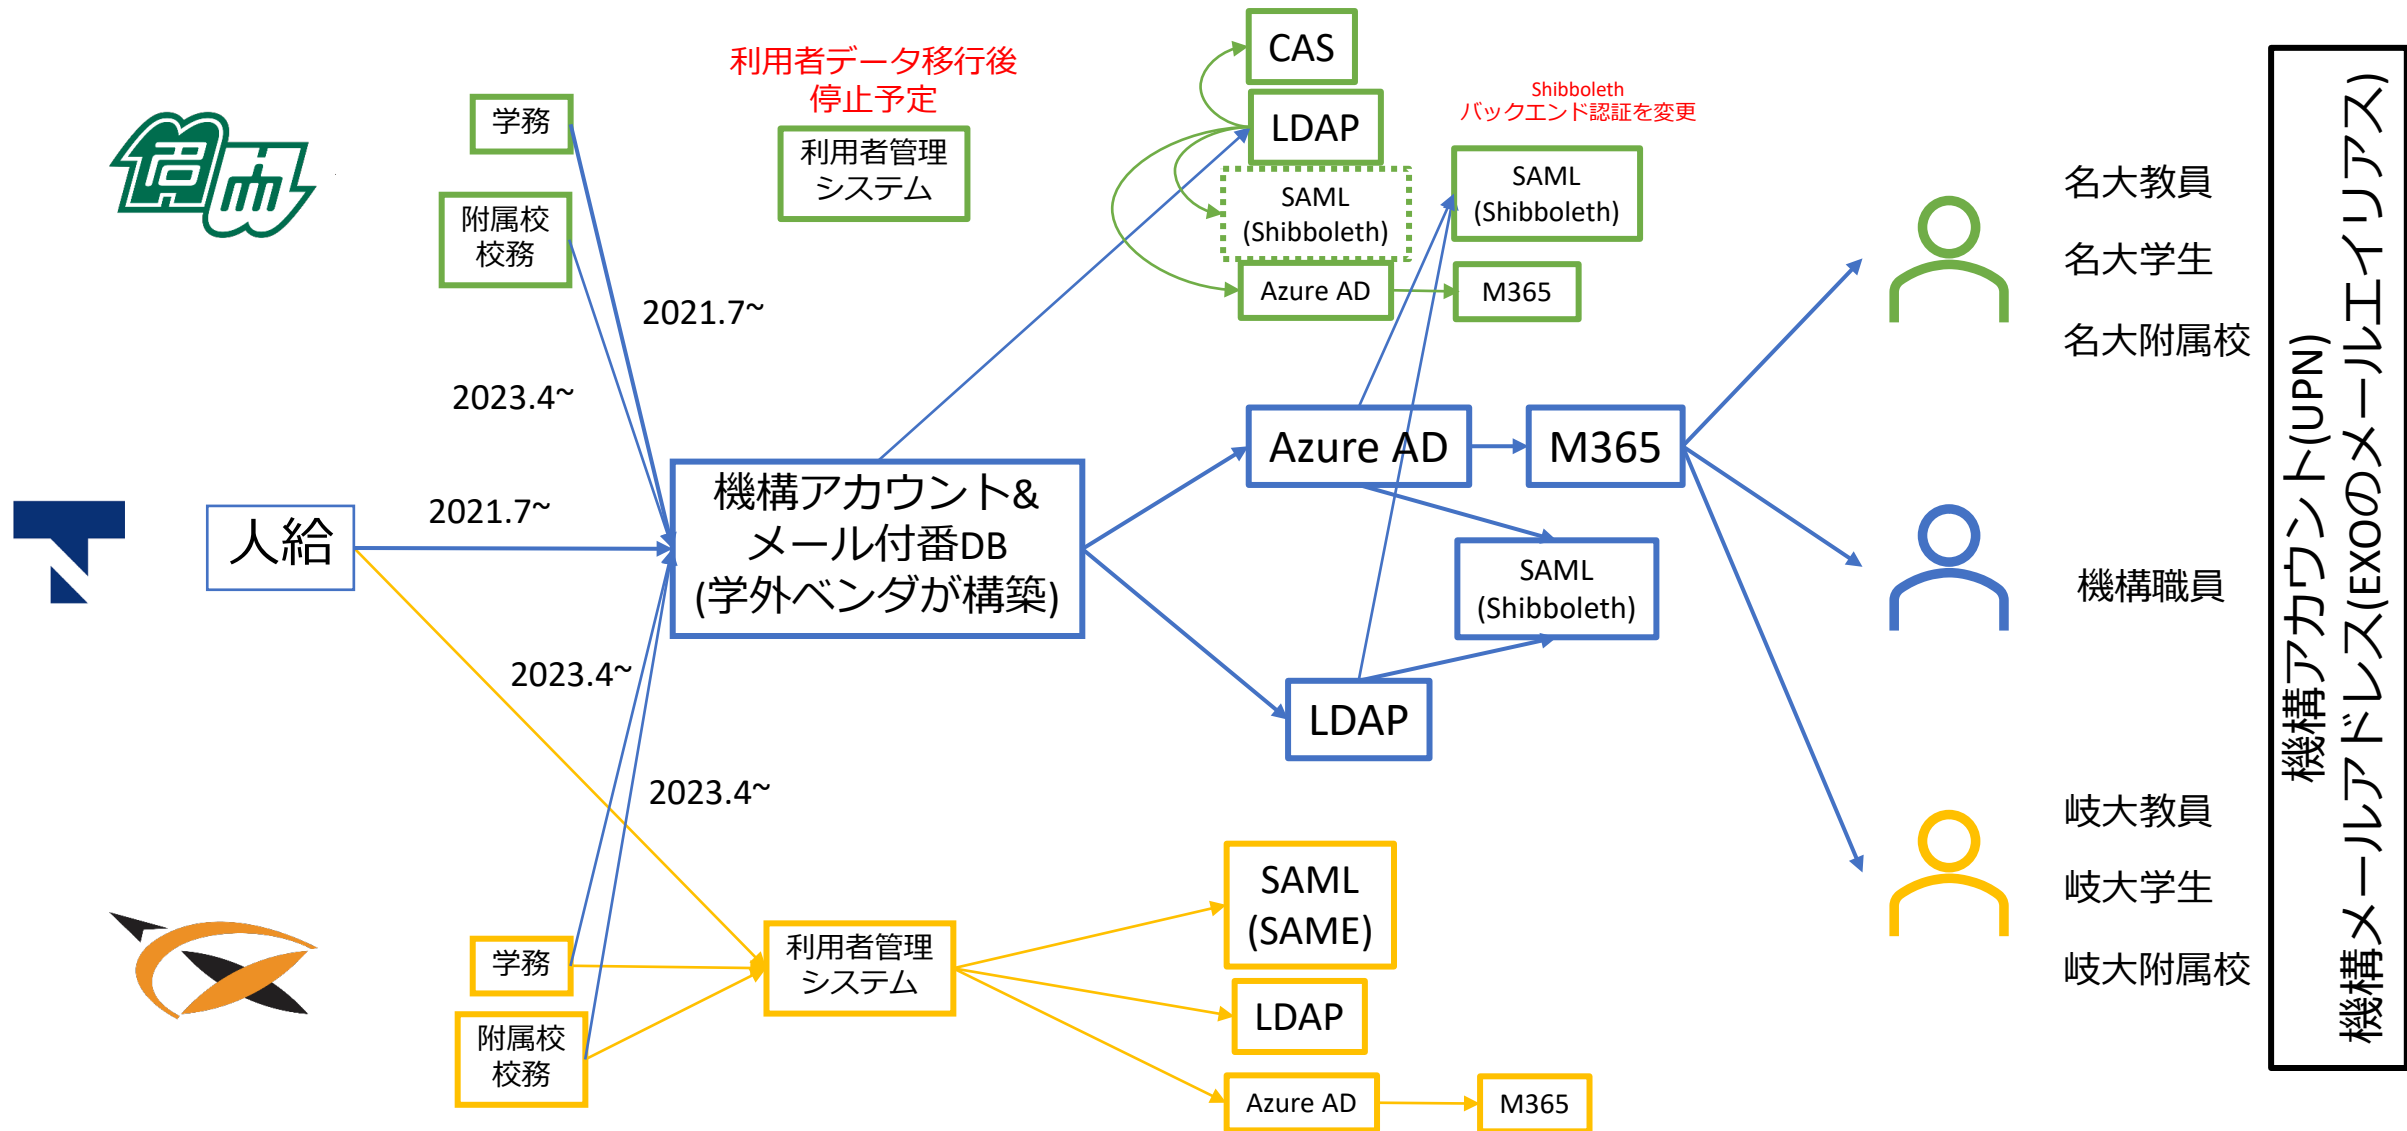 CAS
利用者データ移行後
停止予定
Shibboleth
バックエンド認証を変更
学務
LDAP
利用者管理
システム
SAML
(Shibboleth)
SAML
(Shibboleth)
附属校
校務
Azure AD
M365
名大教員
名大学生
名大附属校
2021.7~
2023.4~
2021.7~
人給
機構アカウント&
メール付番DB
(学外ベンダが構築)
Azure AD
M365
SAML
(Shibboleth)
LDAP
機構職員
2023.4~
2023.4~
学務
附属校
校務
利用者管理
システム
SAML
(SAME)
LDAP
Azure AD
M365
岐大教員
岐大学生
岐大附属校
機構アカウント(UPN)
機構メールアドレス(EXOのメールエイリアス)